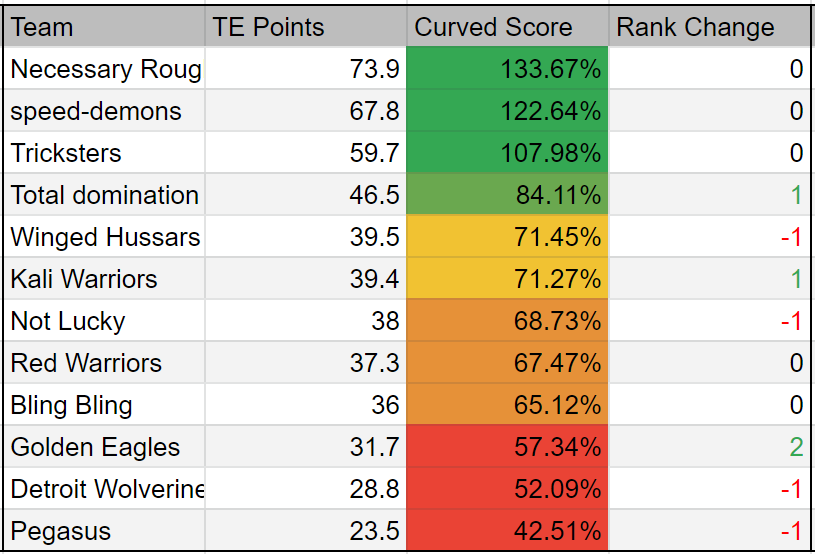 Team TE Points Curved Score Rank Change
Necessary Roug 73.9 133.67% 0
speed-demons 67.8 122.64% 0
Tricksters 59.7 107.98% 0
Total domination 46.5 84.11% 1
Winged Hussars 39.5 71.45% -1
Kali Warriors 39.4 71.27% 1
Not Lucky 38 68.73% -1
Red Warriors 37.3 67.47% 0
Bling Bling 36 65.12% 0
Golden Eagles 31.7 57.34% 2
Detroit Wolverine 28.8 52.09% -1
Pegasus 23.5 42.51% -1